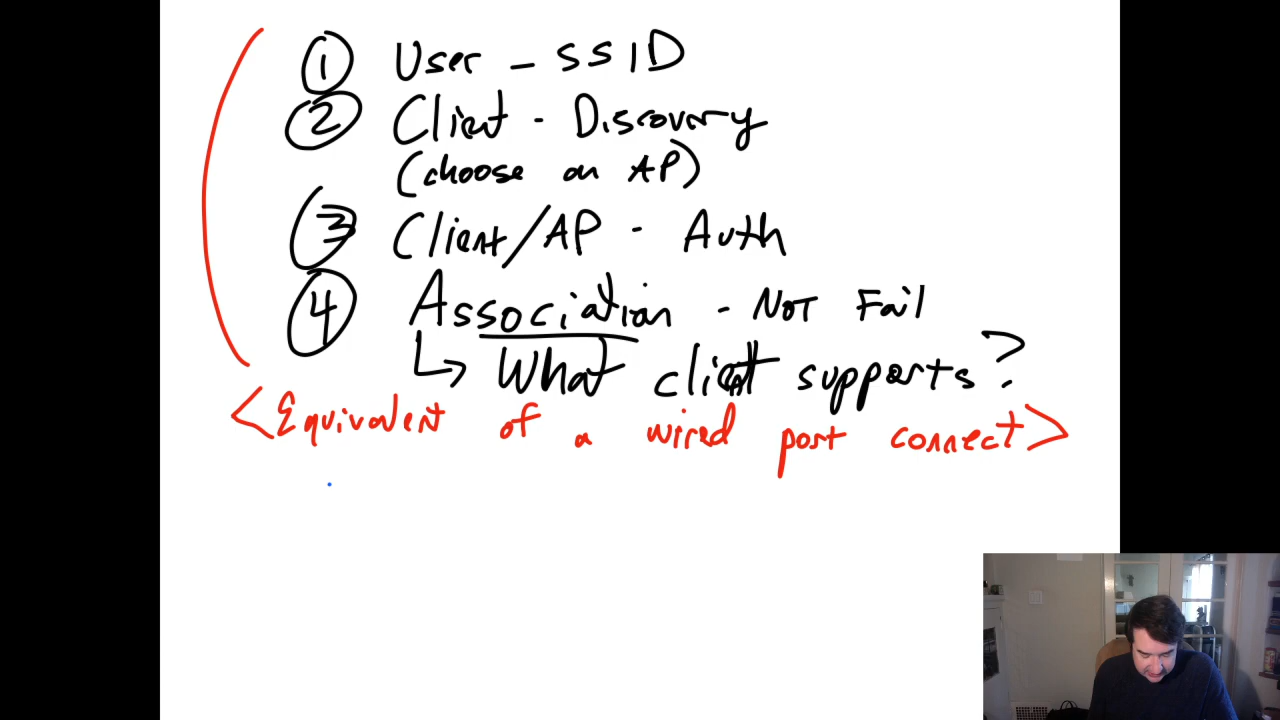 1 User - SSID
2 Client - Discovery
(choose an AP)
3 Client/AP - Auth
4 Association - NOT Fail
↳ What client supports?
<Equivalent of a wired port connect>